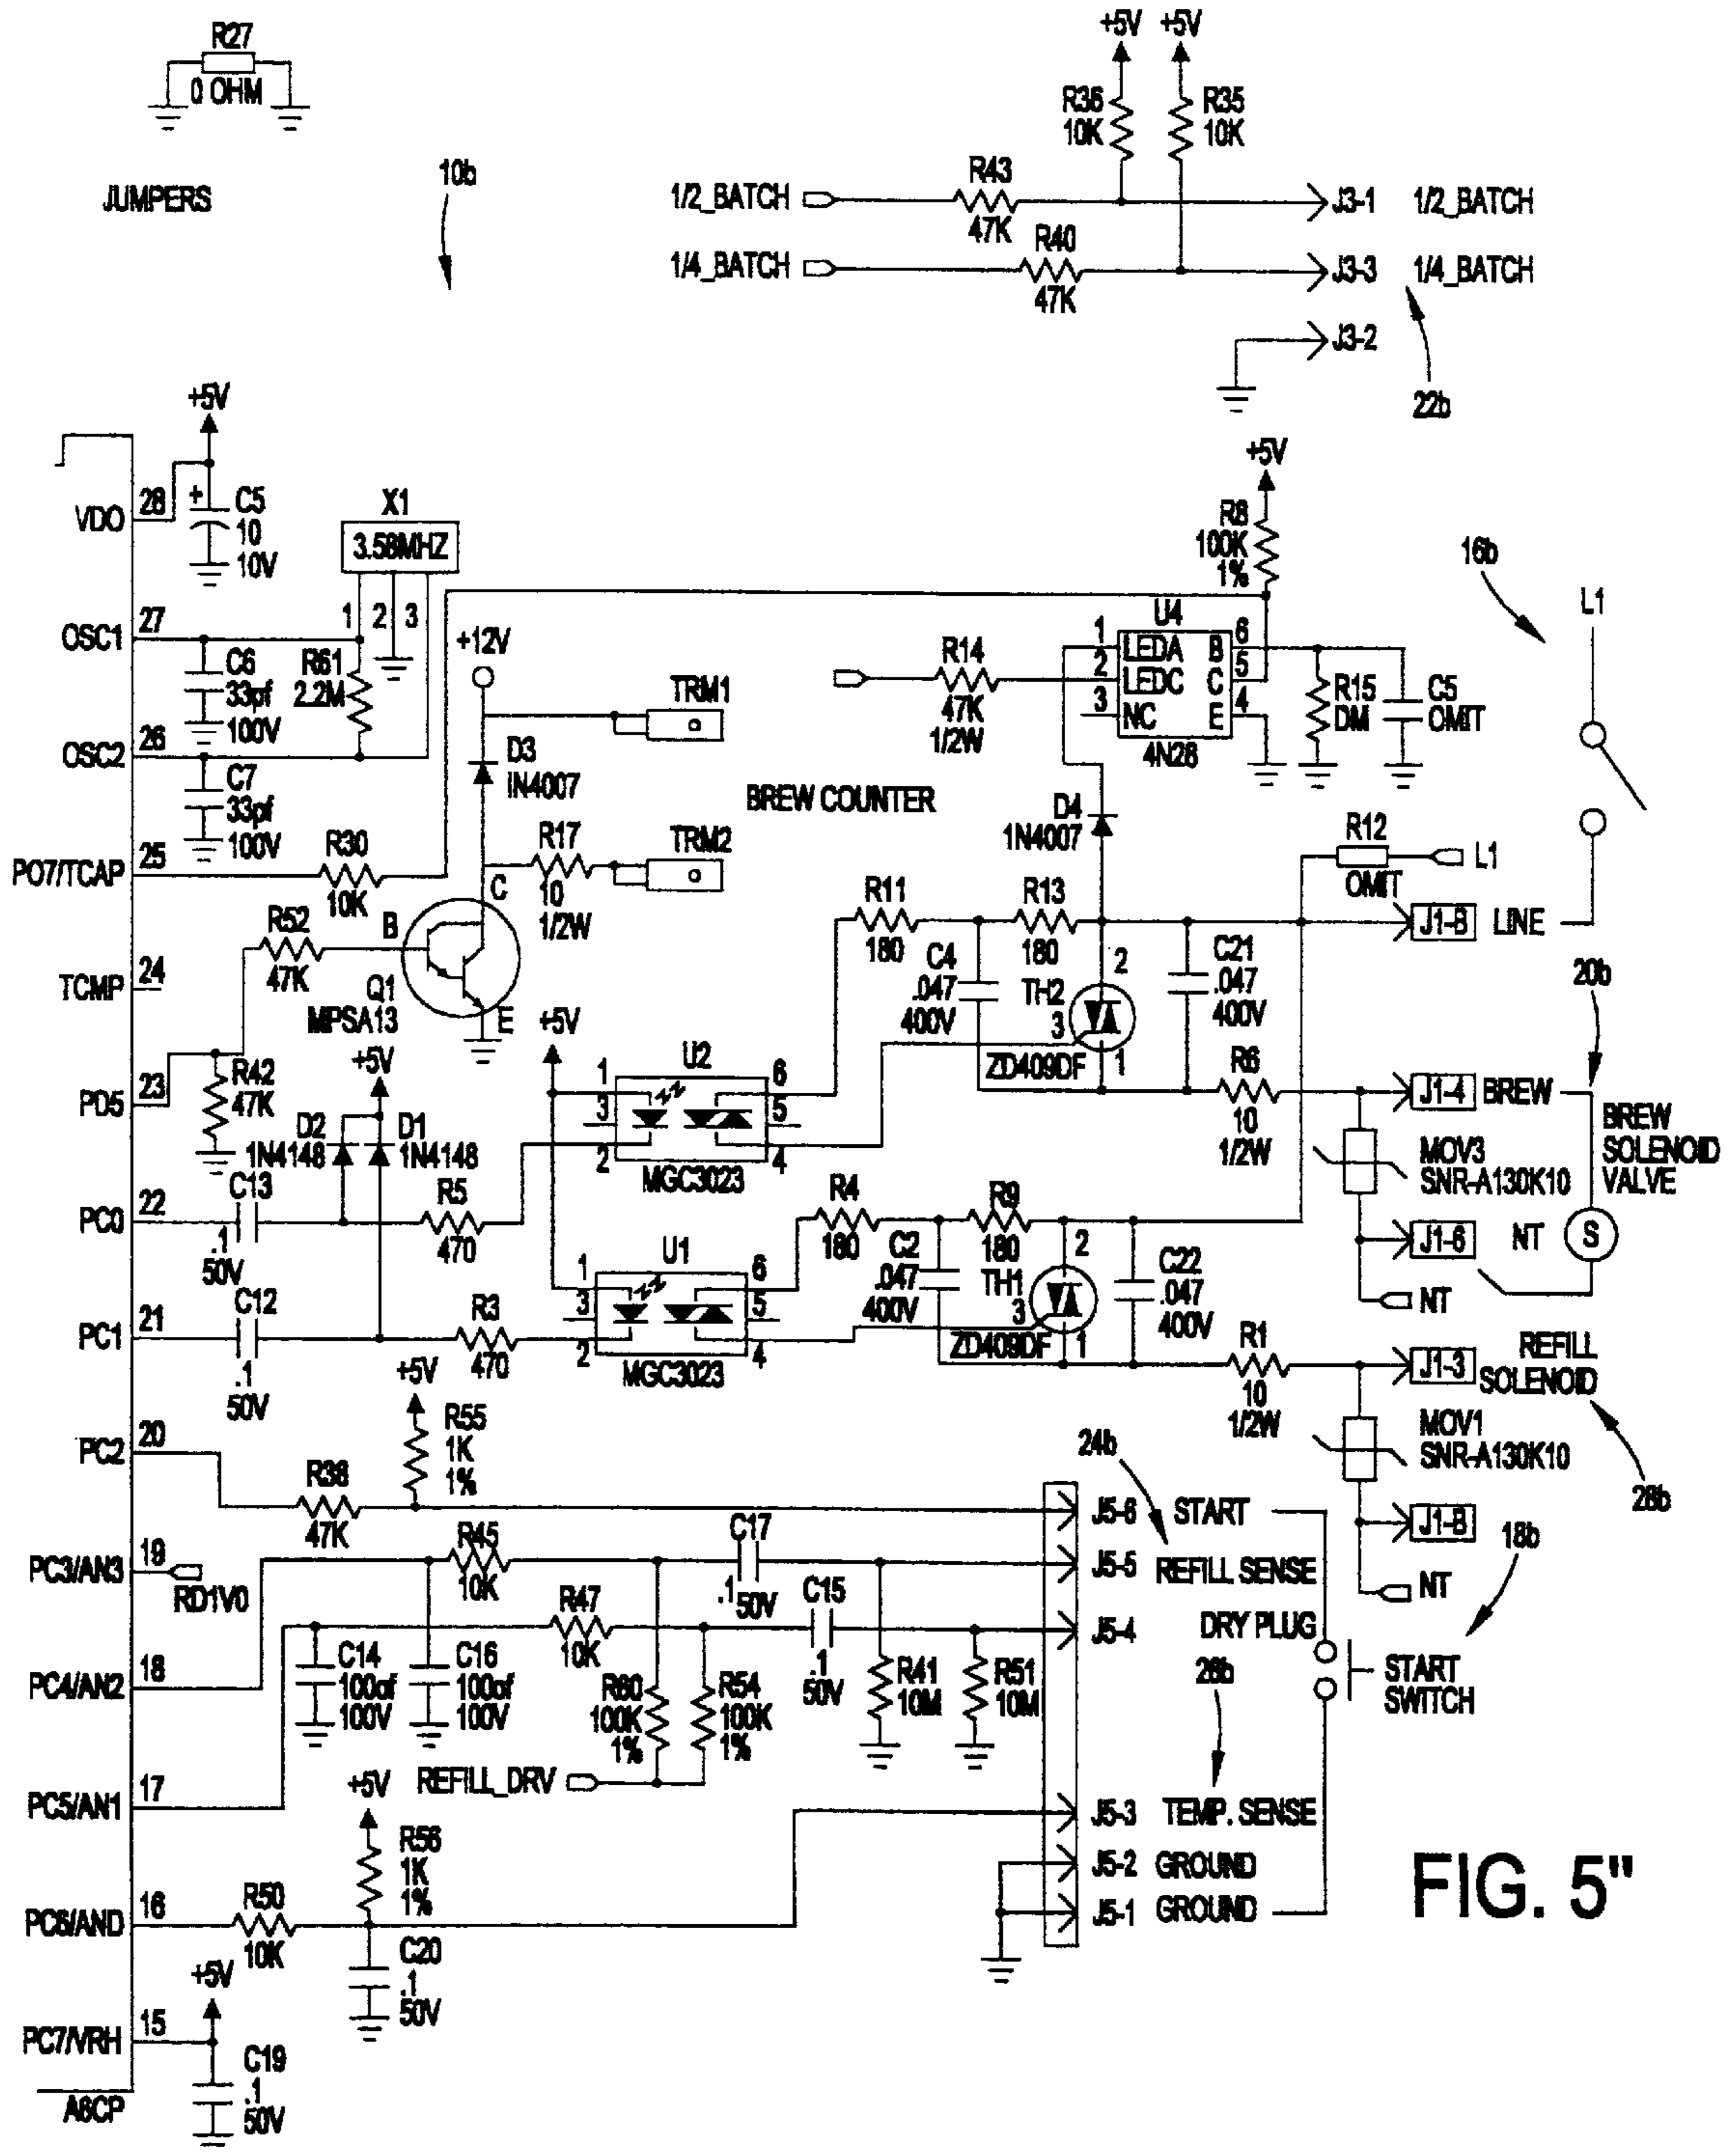 R27
0 OHM
JUMPERS
10b
+5V +5V
R36
10K
R35
10K
1/2_BATCH
R43
47K
J3-1 1/2_BATCH
1/4_BATCH
R40
47K
J3-3 1/4_BATCH
J3-2
22b
+5V
VDO 28
+
C5
10
10V
X1
3.58MHZ
1 2 3
OSC1 27
C6
33pf
100V
R61
2.2M
OSC2 26
C7
33pf
100V
+12V
TRM1
D3
IN4007
BREW COUNTER
R17
10
1/2W
TRM2
PO7/TCAP 25
R30
10K
R14
47K
1/2W
+5V
R8
100K
1%
U4
1 LEDA B 6
2 LEDC C 5
3 NC E 4
4N28
R15
DM
C5
OMIT
16b
L1
D4
1N4007
R12
OMIT
L1
J1-8 LINE
R52
47K
B
C
E
Q1
MPSA13
TCMP 24
R11
180
R13
180
C4
.047
400V
TH2
2
3
1
ZD409DF
C21
.047
400V
20b
R6
10
1/2W
J1-4 BREW
BREW
SOLENOID
VALVE
MOV3
SNR-A130K10
J1-6 NT
S
NT
PD5 23
R42
47K
+5V
D2
1N4148
D1
1N4148
+5V
U2
1
3
2
6
5
4
MGC3023
PC0 22
C13
.1
50V
R5
470
R4
180
R9
180
U1
1
3
2
6
5
4
MGC3023
C2
.047
400V
TH1
2
3
1
ZD409DF
C22
.047
400V
PC1 21
C12
.1
50V
R3
470
R1
10
1/2W
J1-3
REFILL
SOLENOID
MOV1
SNR-A130K10
28b
J1-8
NT
18b
PC2 20
+5V
R55
1K
1%
R38
47K
24b
J5-6 START
J5-5 REFILL SENSE
J5-4 DRY PLUG
26b
START
SWITCH
PC3/AN3 19
RD1V0
R45
10K
C17
.1
50V
R47
10K
C15
.1
50V
PC4/AN2 18
C14
100of
100V
C16
100of
100V
R60
100K
1%
R54
100K
1%
R41
10M
R51
10M
REFILL_DRV
PC5/AN1 17
+5V
R56
1K
1%
J5-3 TEMP. SENSE
J5-2 GROUND
J5-1 GROUND
PC6/AND 16
R50
10K
C20
.1
50V
+5V
PC7/VRH 15
C19
.1
50V
A6CP
FIG. 5"